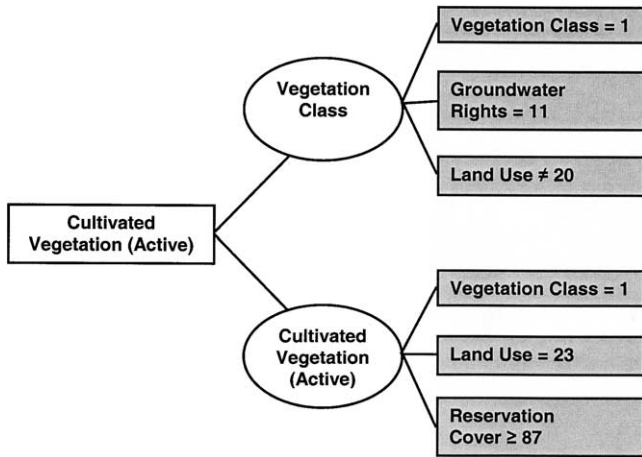 Vegetation Class = 1
Vegetation
Class
Groundwater
Rights = 11
Land Use ≠ 20
Cultivated
Vegetation (Active)
Vegetation Class = 1
Cultivated
Vegetation
(Active)
Land Use = 23
Reservation
Cover ≥ 87